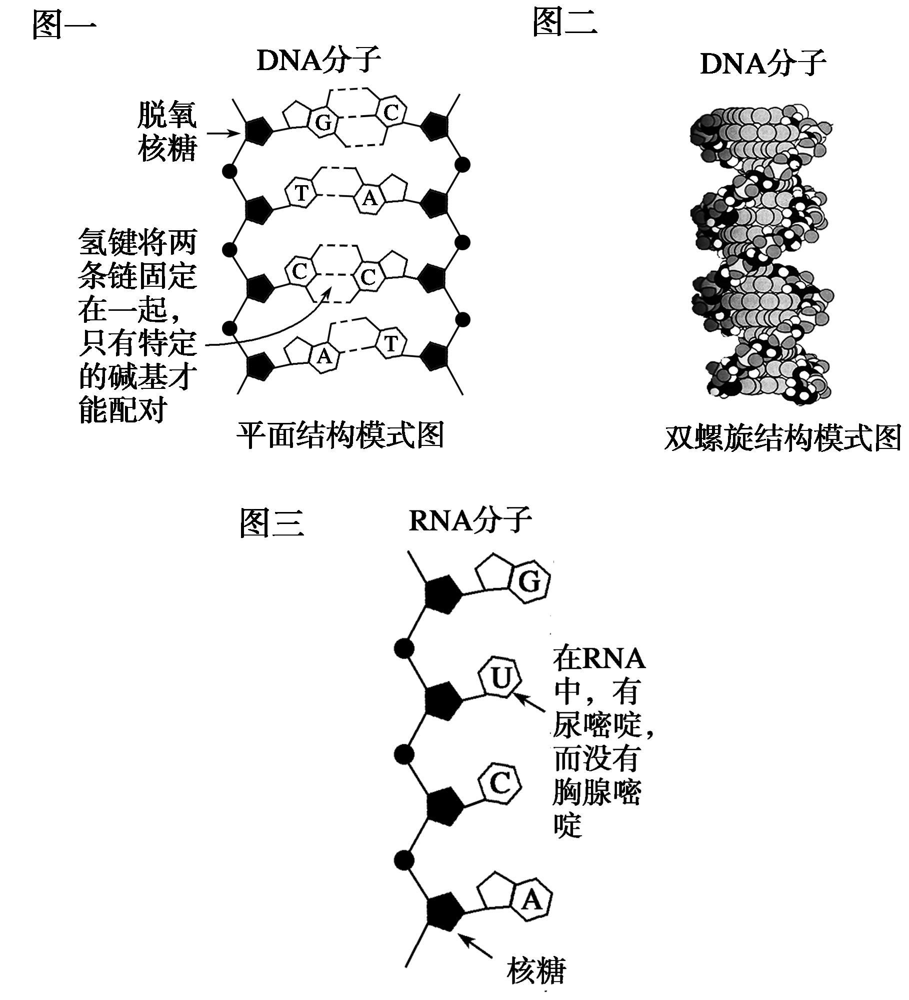 图一
DNA分子
脱氧
核糖
G
C
T
A
C
C
A
T
氢键将两
条链固定
在一起，
只有特定
的碱基才
能配对
平面结构模式图
图二
DNA分子
双螺旋结构模式图
图三
RNA分子
G
U
C
A
在RNA
中，有
尿嘧啶，
而没有
胸腺嘧
啶
核糖